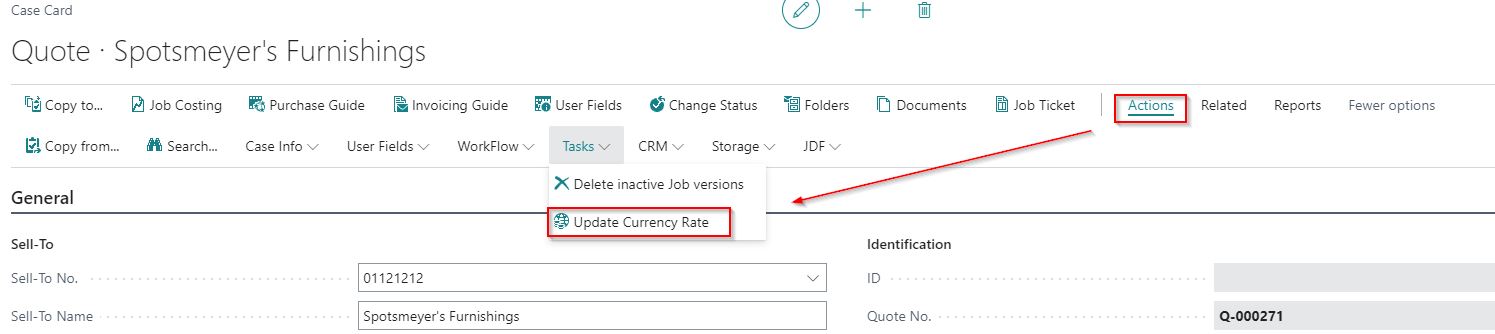 Case Card
Quote · Spotsmeyer's Furnishings
Copy to... Job Costing Purchase Guide Invoicing Guide User Fields Change Status Folders Documents Job Ticket Actions Related Reports Fewer options
Copy from... Search... Case Info User Fields WorkFlow Tasks CRM Storage JDF
Delete inactive Job versions
General
Update Currency Rate
Sell-To Identification
Sell-To No. 01121212 ID
Sell-To Name Spotsmeyer's Furnishings Quote No. Q-000271